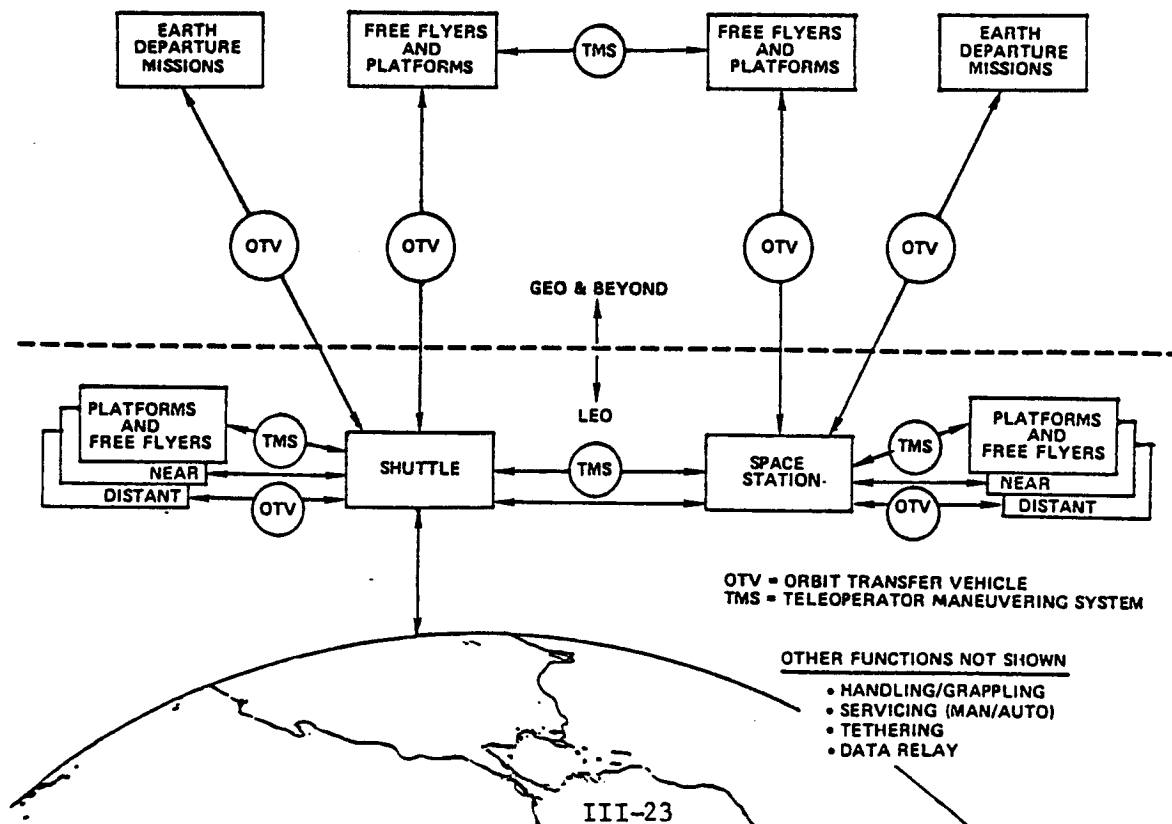 EARTH
DEPARTURE
MISSIONS
FREE FLYERS
AND
PLATFORMS
TMS
FREE FLYERS
AND
PLATFORMS
EARTH
DEPARTURE
MISSIONS
OTV
OTV
OTV
OTV
GEO & BEYOND
LEO
PLATFORMS
AND
FREE FLYERS
NEAR
DISTANT
TMS
OTV
SHUTTLE
TMS
SPACE
STATION
TMS
OTV
PLATFORMS
AND
FREE FLYERS
NEAR
DISTANT
OTV = ORBIT TRANSFER VEHICLE
TMS = TELEOPERATOR MANEUVERING SYSTEM
OTHER FUNCTIONS NOT SHOWN
• HANDLING/GRAPPLING
• SERVICING (MAN/AUTO)
• TETHERING
• DATA RELAY
III-23